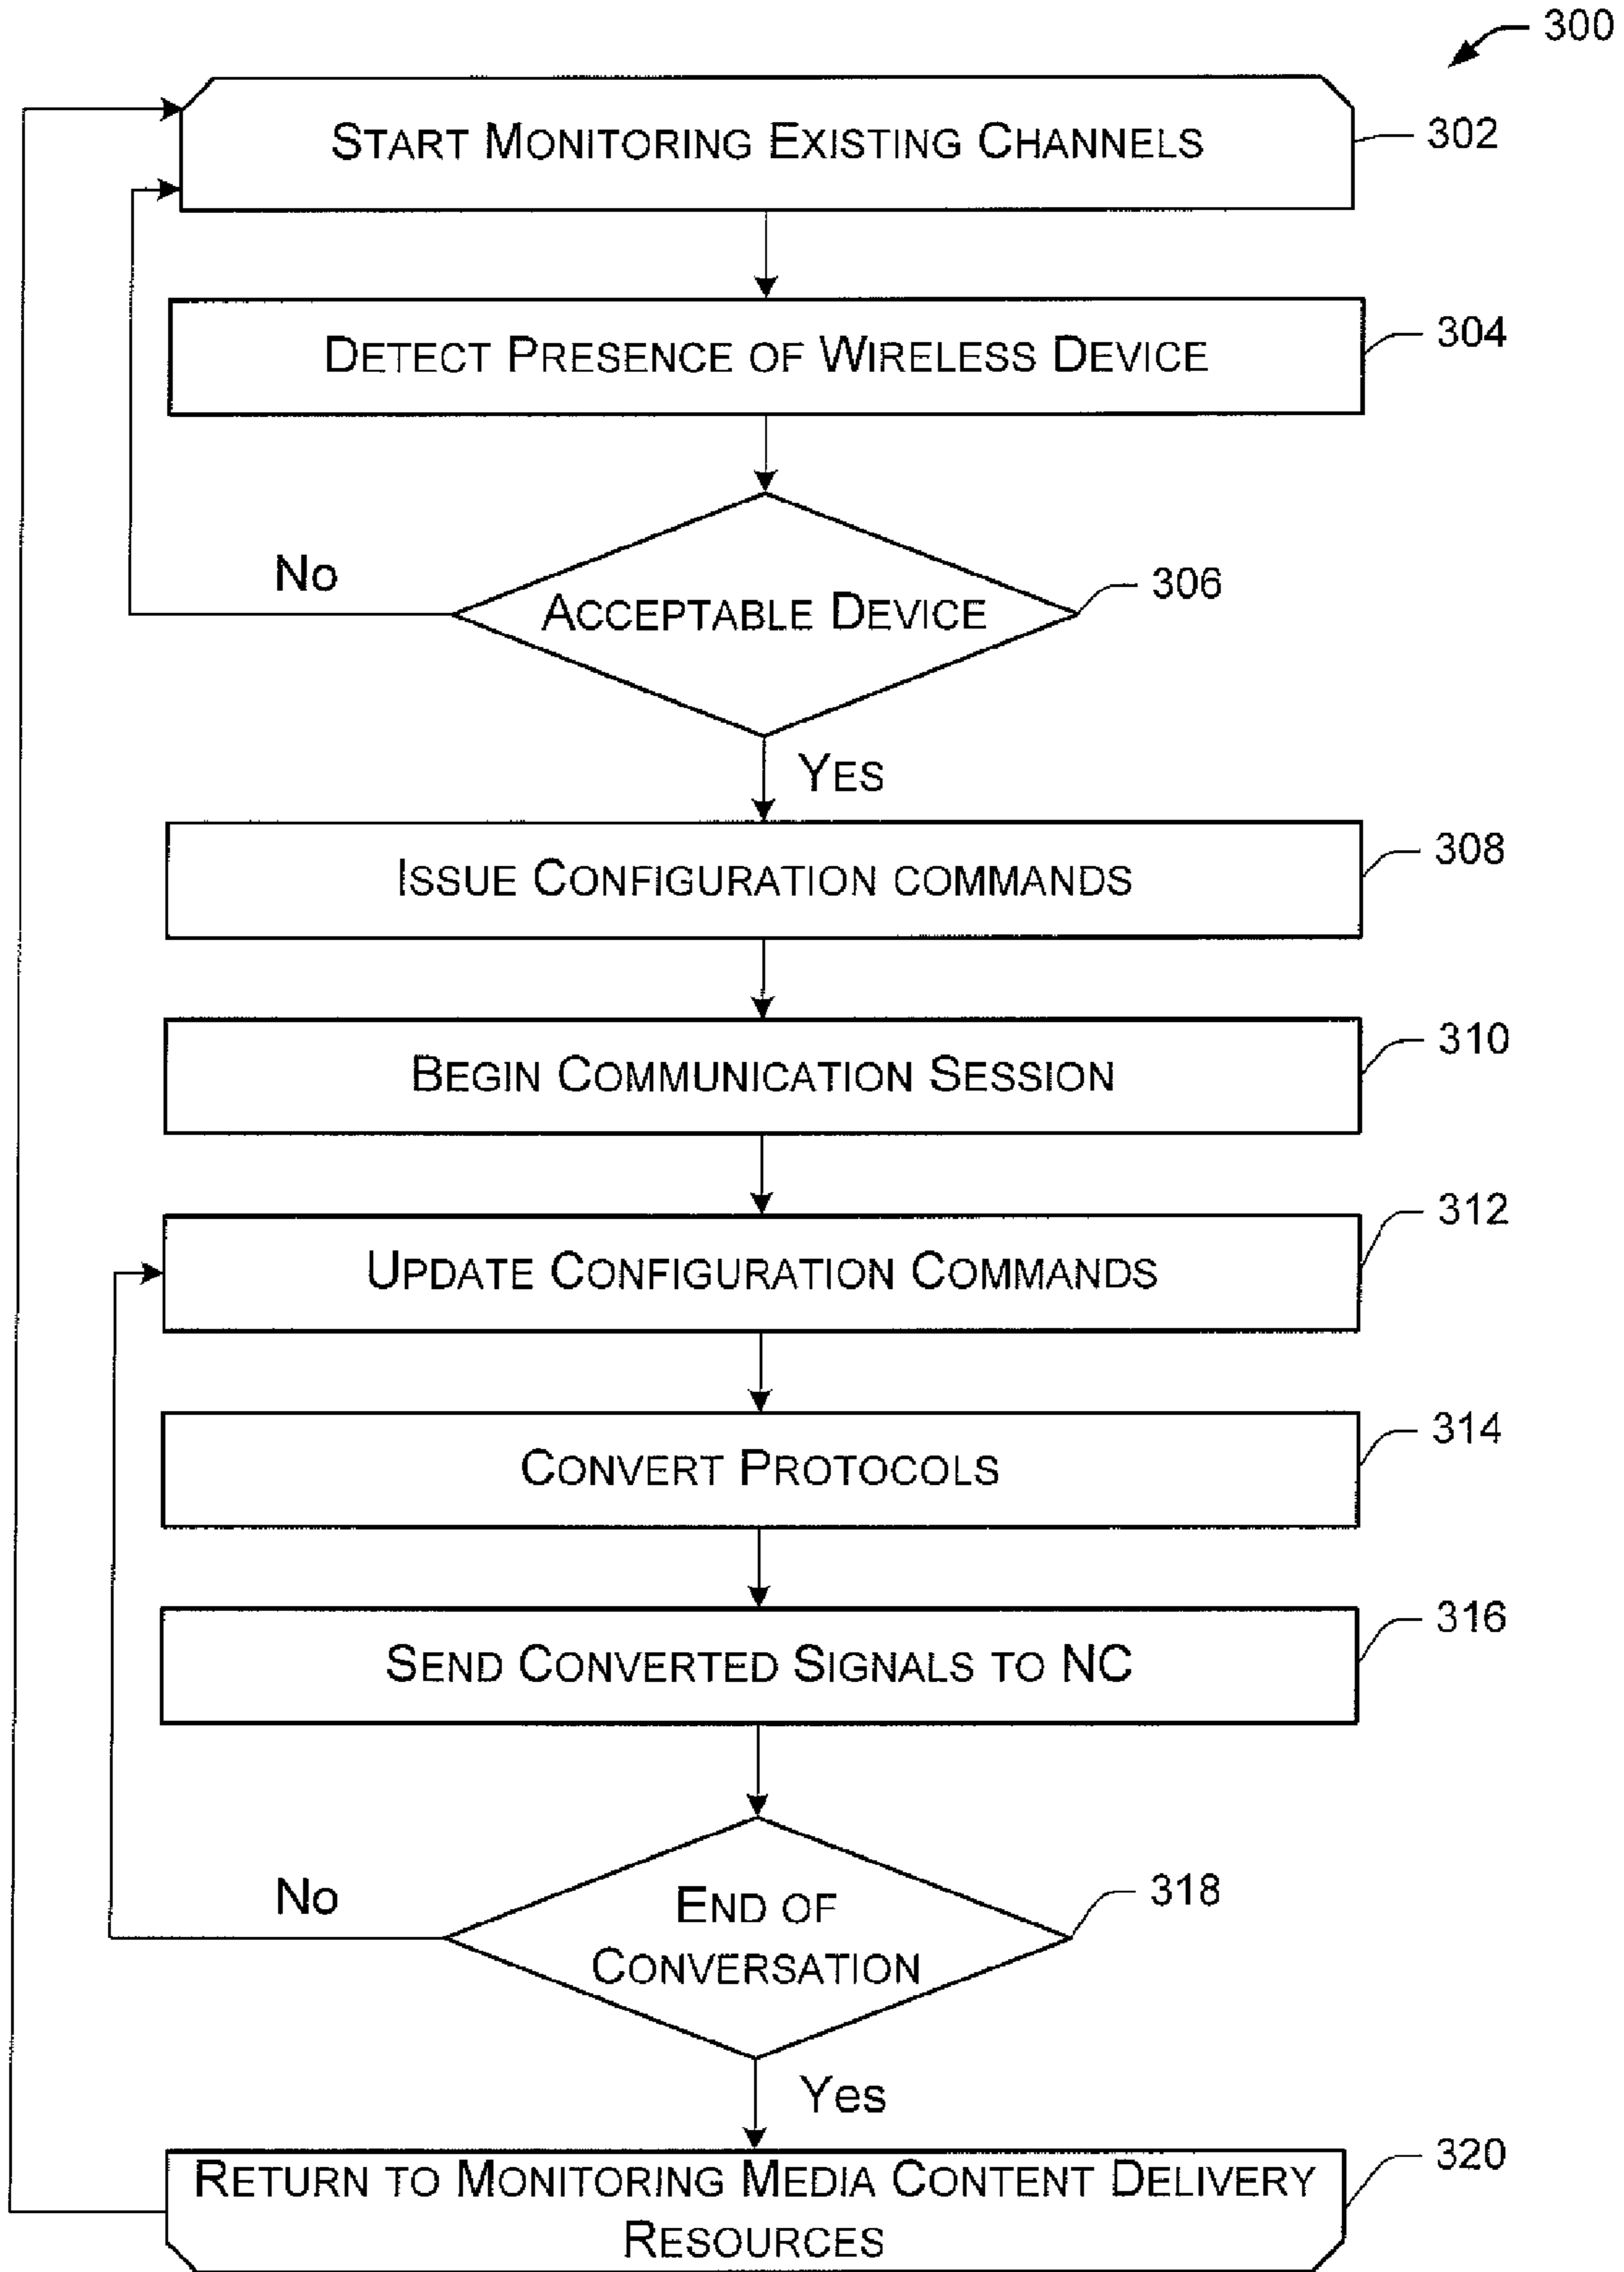 300
START MONITORING EXISTING CHANNELS
302
DETECT PRESENCE OF WIRELESS DEVICE
304
NO
ACCEPTABLE DEVICE
306
YES
ISSUE CONFIGURATION COMMANDS
308
BEGIN COMMUNICATION SESSION
310
UPDATE CONFIGURATION COMMANDS
312
CONVERT PROTOCOLS
314
SEND CONVERTED SIGNALS TO NC
316
NO
END OF
CONVERSATION
318
Yes
RETURN TO MONITORING MEDIA CONTENT DELIVERY
RESOURCES
320